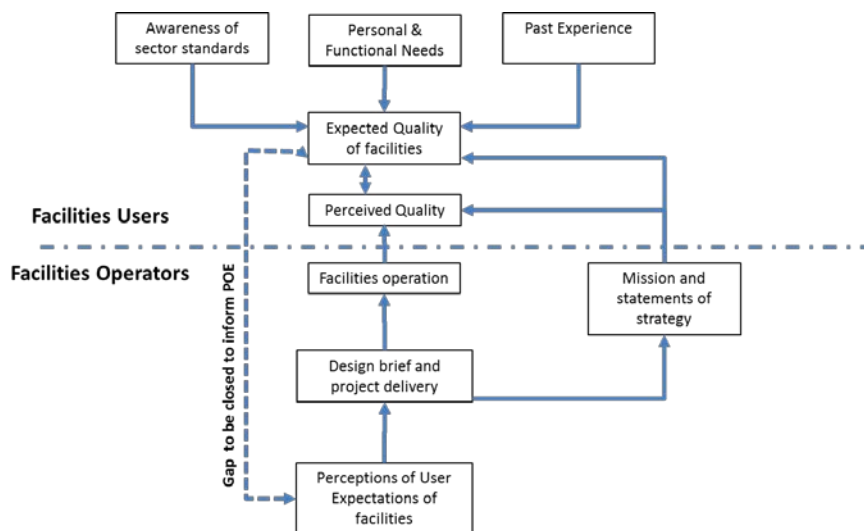 Awareness of
sector standards
Personal &
Functional Needs
Past Experience
Expected Quality
of facilities
Perceived Quality
Facilities Users
Facilities Operators
Gap to be closed to inform POE
Facilities operation
Mission and
statements of
strategy
Design brief and
project delivery
Perceptions of User
Expectations of
facilities